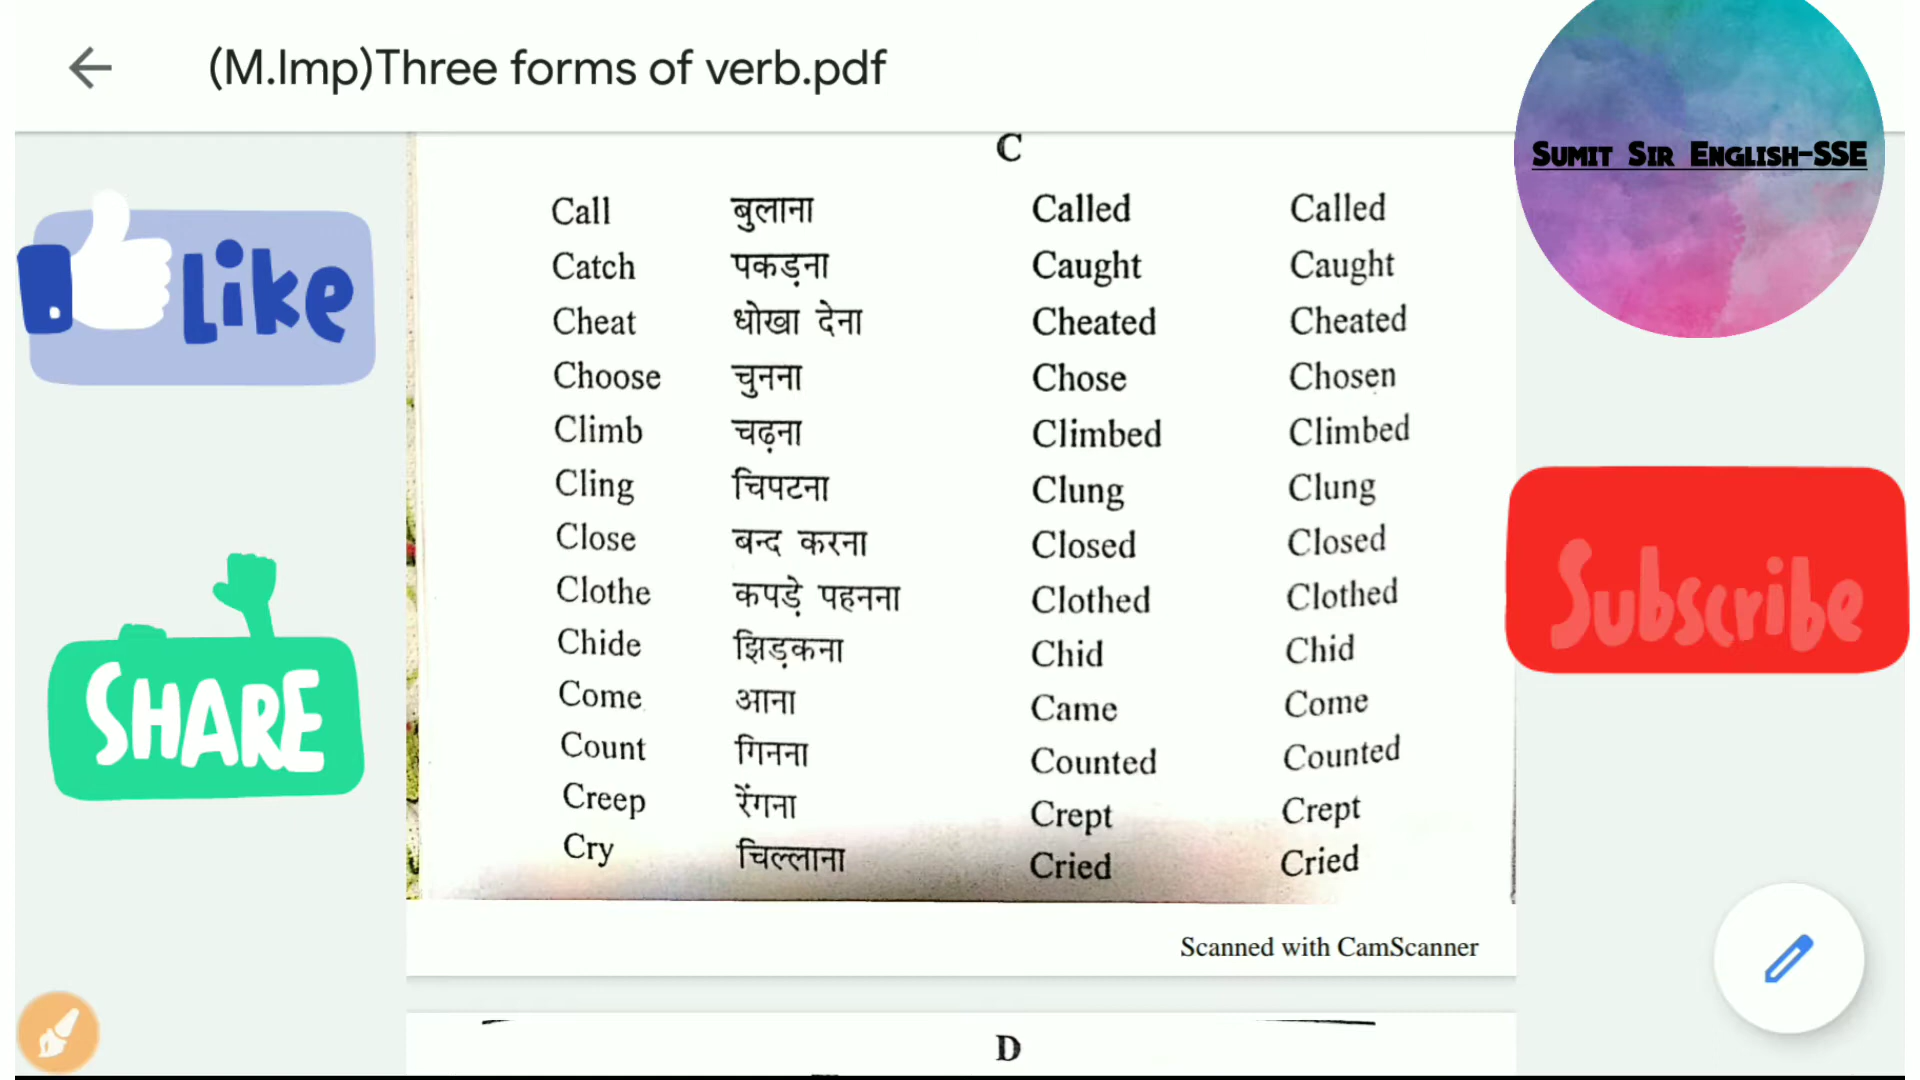 (M.Imp)Three forms of verb.pdf
SUMIT SIR ENGLISH-SSE
Like
SHARE
Subscribe
C
Call बुलाना Called Called
Catch पकड़ना Caught Caught
Cheat धोखा देना Cheated Cheated
Choose चुनना Chose Chosen
Climb चढ़ना Climbed Climbed
Cling चिपटना Clung Clung
Close बन्द करना Closed Closed
Clothe कपड़े पहनना Clothed Clothed
Chide झिड़कना Chid Chid
Come आना Came Come
Count गिनना Counted Counted
Creep रेंगना Crept Crept
Cry चिल्लाना Cried Cried
Scanned with CamScanner
D